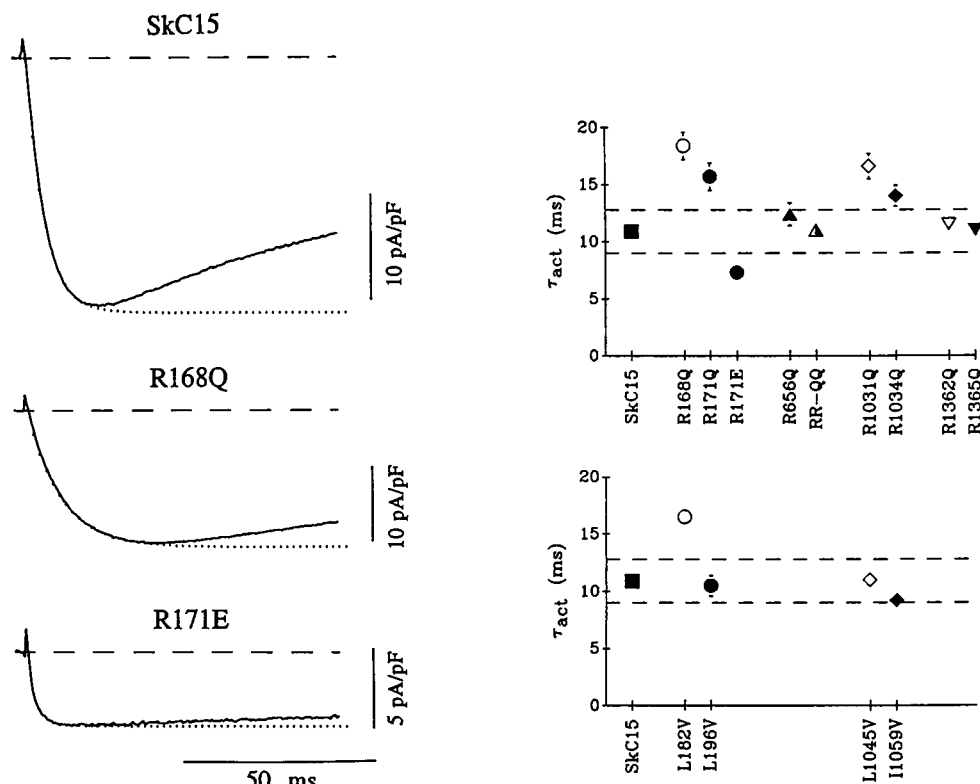 SkC15
10 pA/pF
R168Q
10 pA/pF
R171E
5 pA/pF
50 ms
20
15
10
5
0
τact (ms)
SkC15
R168Q
R171Q
R171E
R656Q
RR-QQ
R1031Q
R1034Q
R1362Q
R1365Q
20
15
10
5
0
τact (ms)
SkC15
L182V
L196V
L1045V
I1059V